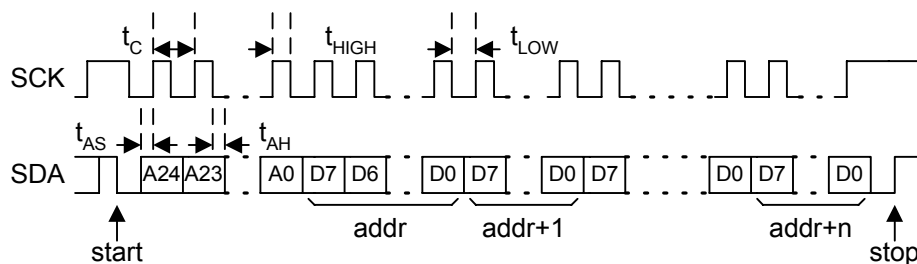 t_C t_HIGH t_LOW
SCK
t_AS t_AH
SDA A24 A23 A0 D7 D6 D0 D7 D0 D7 D0 D7 D0
addr addr+1 addr+n
start stop